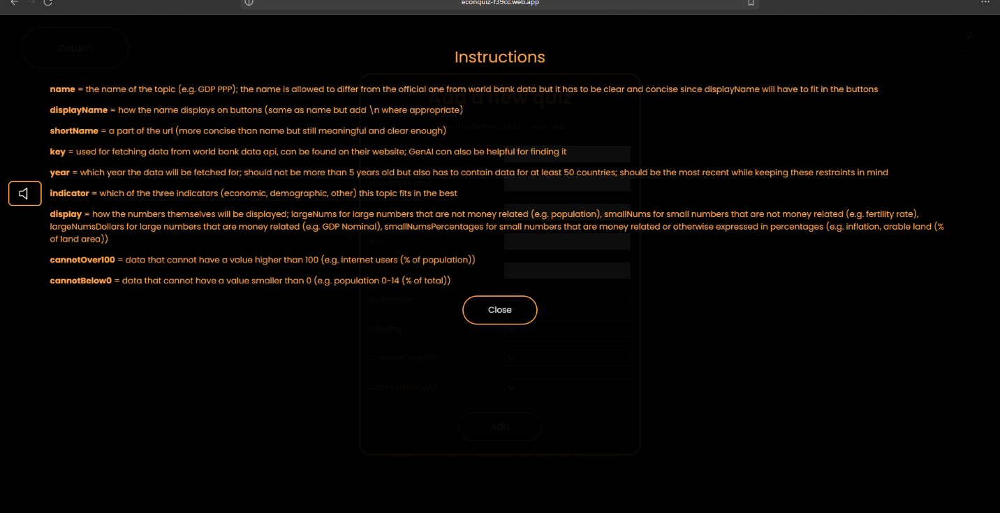 econquiz-f39cc.web.app
Return
?
Instructions
Add a new quiz
name = the name of the topic (e.g. GDP PPP); the name is allowed to differ from the official one from world bank data but it has to be clear and concise since displayName will have to fit in the buttons
displayName = how the name displays on buttons (same as name but add \n where appropriate)
shortName = a part of the url (more concise than name but still meaningful and clear enough)
the form to add a new quiz
key = used for fetching data from world bank data api, can be found on their website; GenAI can also be helpful for finding it
year = which year the data will be fetched for; should not be more than 5 years old but also has to contain data for at least 50 countries; should be the most recent while keeping these restraints in mind
displayName:
indicator = which of the three indicators (economic, demographic, other) this topic fits in the best
display = how the numbers themselves will be displayed; largeNums for large numbers that are not money related (e.g. population), smallNums for small numbers that are not money related (e.g. fertility rate),
largeNumsDollars for large numbers that are money related (e.g. GDP Nominal), smallNumsPercentages for small numbers that are money related or otherwise expressed in percentages (e.g. inflation, arable land (%
of land area))
key:
cannotOver100 = data that cannot have a value higher than 100 (e.g. internet users (% of population))
cannotBelow0 = data that cannot have a value smaller than 0 (e.g. population 0-14 (% of total))
indicator:
Close
display:
cannotOver100:
cannotBelow0:
Add